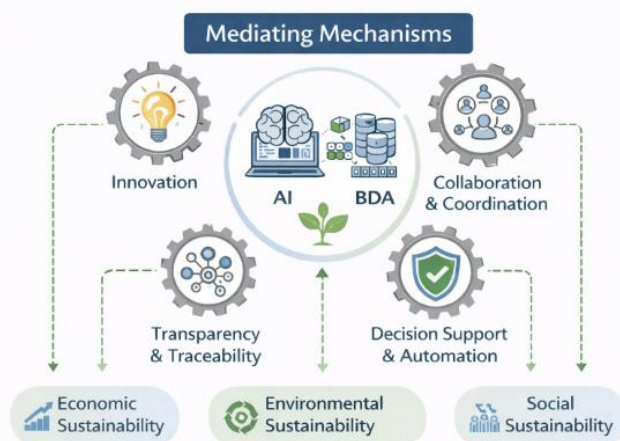 Mediating Mechanisms
Innovation
AI
BDA
Collaboration
& Coordination
Transparency
& Traceability
Decision Support
& Automation
Economic
Sustainability
Environmental
Sustainability
Social
Sustainability